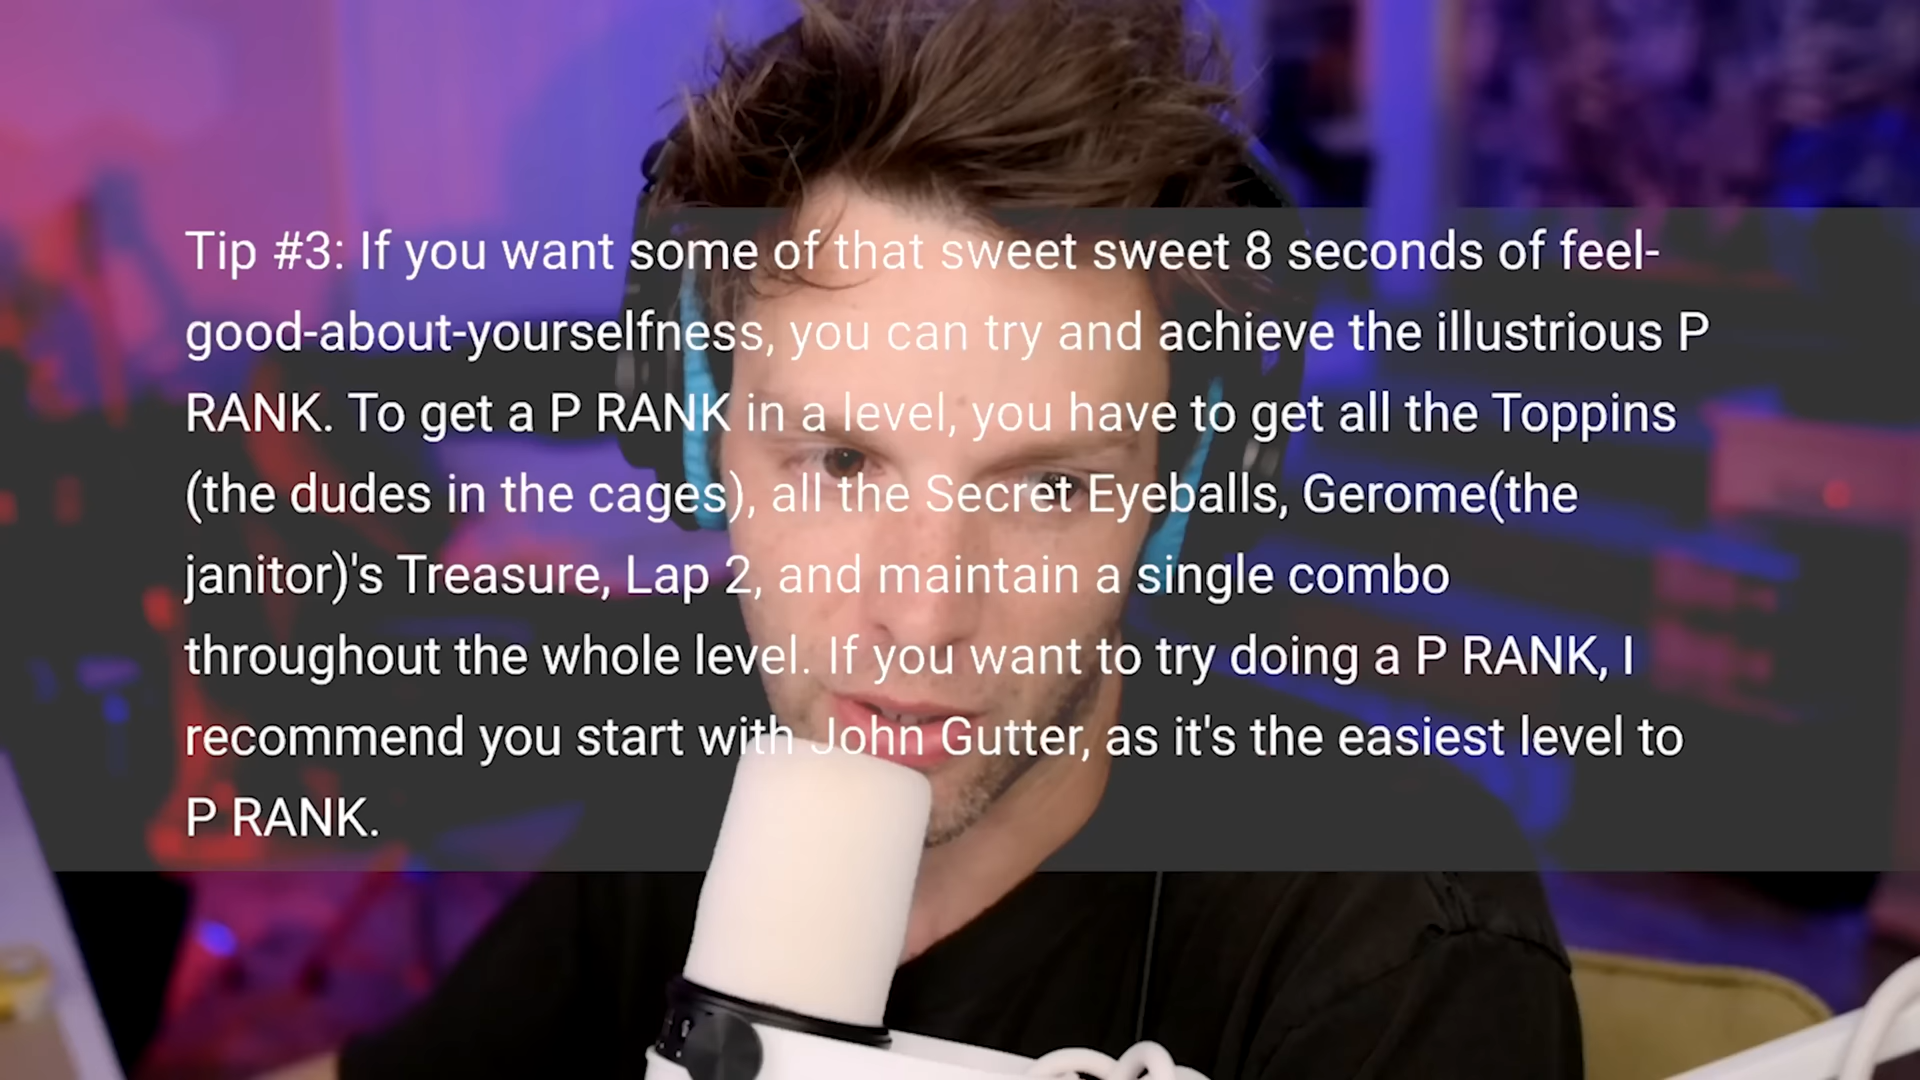 Tip #3: If you want some of that sweet sweet 8 seconds of feel-
good-about-yourselfness, you can try and achieve the illustrious P
RANK. To get a P RANK in a level, you have to get all the Toppins
(the dudes in the cages), all the Secret Eyeballs, Gerome(the
janitor)'s Treasure, Lap 2, and maintain a single combo
throughout the whole level. If you want to try doing a P RANK, I
recommend you start with John Gutter, as it's the easiest level to
P RANK.